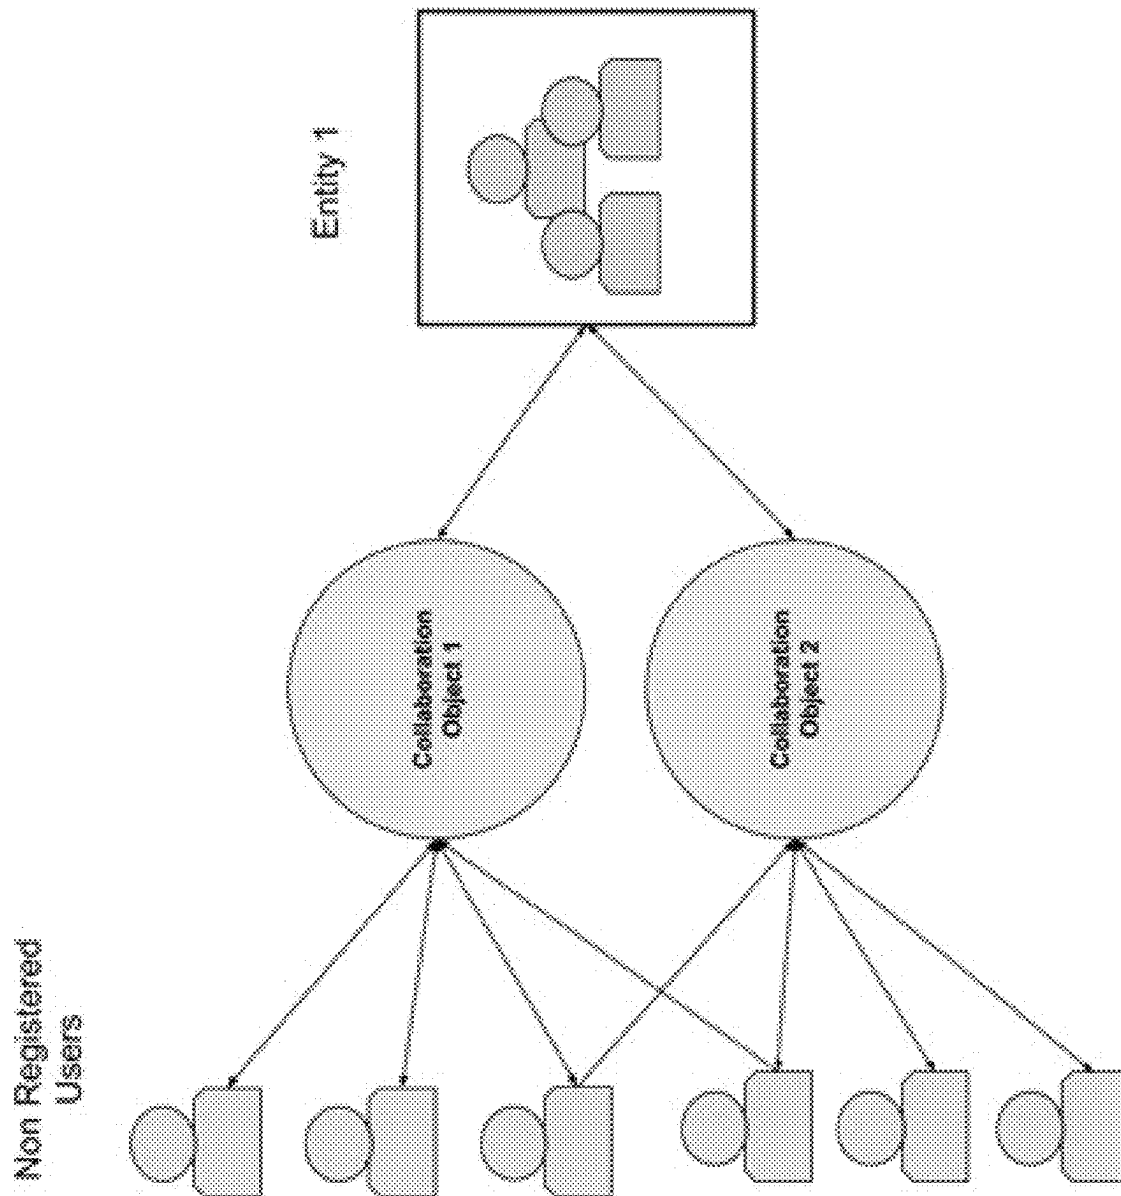 Non Registered
Users
Collaboration
Object 1
Collaboration
Object 2
Entity 1